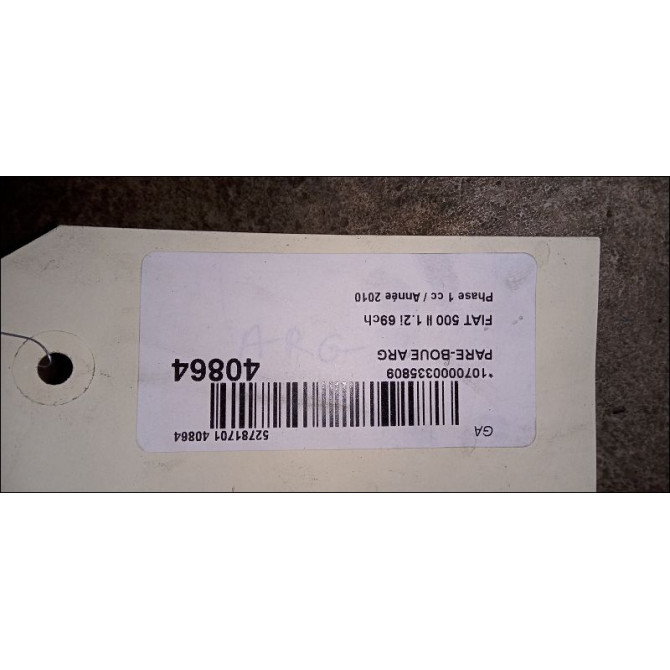 GA
52781701 40864
*1070000335809
40864
PARE-BOUE ARG
ARG
FIAT 500 II 1.2i 69ch
Phase 1 cc / Année 2010